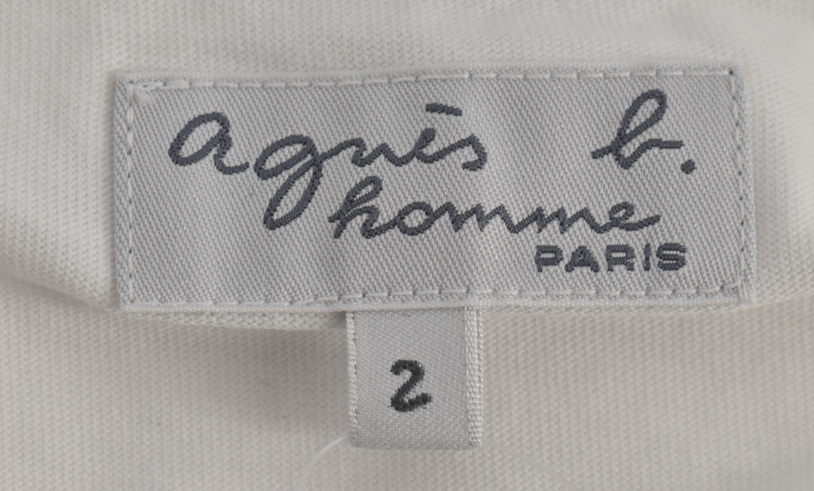 agnès b.
homme
PARIS
2